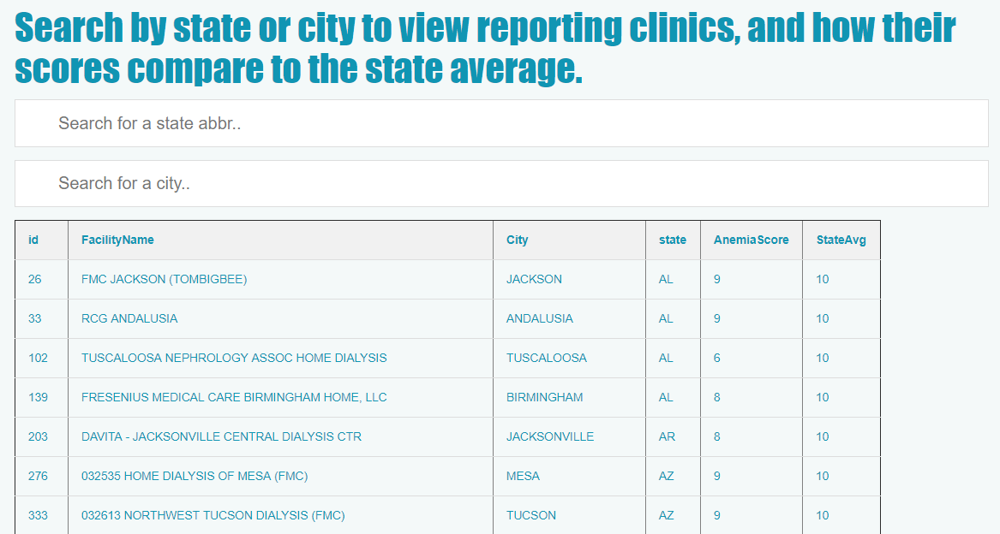 Search by state or city to view reporting clinics, and how their
scores compare to the state average.
Search for a state abbr..
Search for a city..
id FacilityName City state AnemiaScore StateAvg
26 FMC JACKSON (TOMBIGBEE) JACKSON AL 9 10
33 RCG ANDALUSIA ANDALUSIA AL 9 10
102 TUSCALOOSA NEPHROLOGY ASSOC HOME DIALYSIS TUSCALOOSA AL 6 10
139 FRESENIUS MEDICAL CARE BIRMINGHAM HOME, LLC BIRMINGHAM AL 8 10
203 DAVITA - JACKSONVILLE CENTRAL DIALYSIS CTR JACKSONVILLE AR 8 10
276 032535 HOME DIALYSIS OF MESA (FMC) MESA AZ 9 10
333 032613 NORTHWEST TUCSON DIALYSIS (FMC) TUCSON AZ 9 10